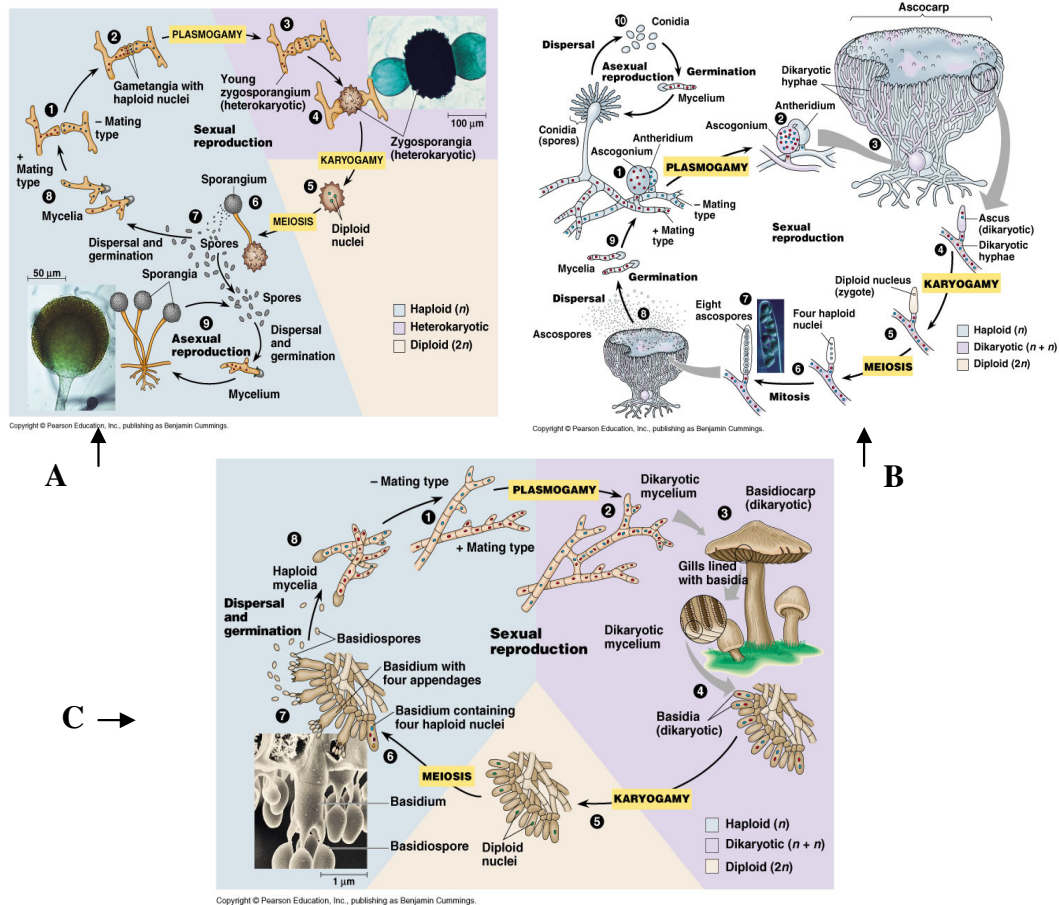 2
PLASMOGAMY
3
Gametangia with
haploid nuclei
Young
zygosporangium
(heterokaryotic)
100 μm
1
– Mating
type
4
Sexual
reproduction
Zygosporangia
(heterokaryotic)
+
Mating
type
KARYOGAMY
8
Mycelia
Sporangium
7
6
5
MEIOSIS
Diploid
nuclei
Dispersal and
germination
Spores
50 μm
Sporangia
Spores
9
Asexual
reproduction
Dispersal
and
germination
Mycelium
Haploid (n)
Heterokaryotic
Diploid (2n)
Copyright © Pearson Education, Inc., publishing as Benjamin Cummings.
A
10
Conidia
Dispersal
Asexual
reproduction
Germination
Mycelium
Conidia
(spores)
Antheridium
Ascogonium
1
PLASMOGAMY
Ascocarp
Dikaryotic
hyphae
Antheridium
Ascogonium
2
3
– Mating
type
+ Mating
type
Sexual
reproduction
9
Mycelia
Germination
Dispersal
Ascospores
8
Ascus
(dikaryotic)
4
Dikaryotic
hyphae
KARYOGAMY
Diploid nucleus
(zygote)
5
Eight
ascospores
7
Four
haploid
nuclei
6
MEIOSIS
Mitosis
Haploid (n)
Dikaryotic (n + n)
Diploid (2n)
Copyright © Pearson Education, Inc., publishing as Benjamin Cummings.
B
– Mating type
1
PLASMOGAMY
+ Mating type
2
Dikaryotic
mycelium
3
Basidiocarp
(dikaryotic)
8
Haploid
mycelia
Gills lined
with basidia
Dispersal
and
germination
Basidiospores
Sexual
reproduction
Dikaryotic
mycelium
Basidium with
four appendages
4
Basidia
(dikaryotic)
C
7
Basidium containing
four haploid nuclei
6
MEIOSIS
KARYOGAMY
5
Basidium
Diploid
nuclei
Basidiospore
1 μm
Haploid (n)
Dikaryotic (n + n)
Diploid (2n)
Copyright © Pearson Education, Inc., publishing as Benjamin Cummings.